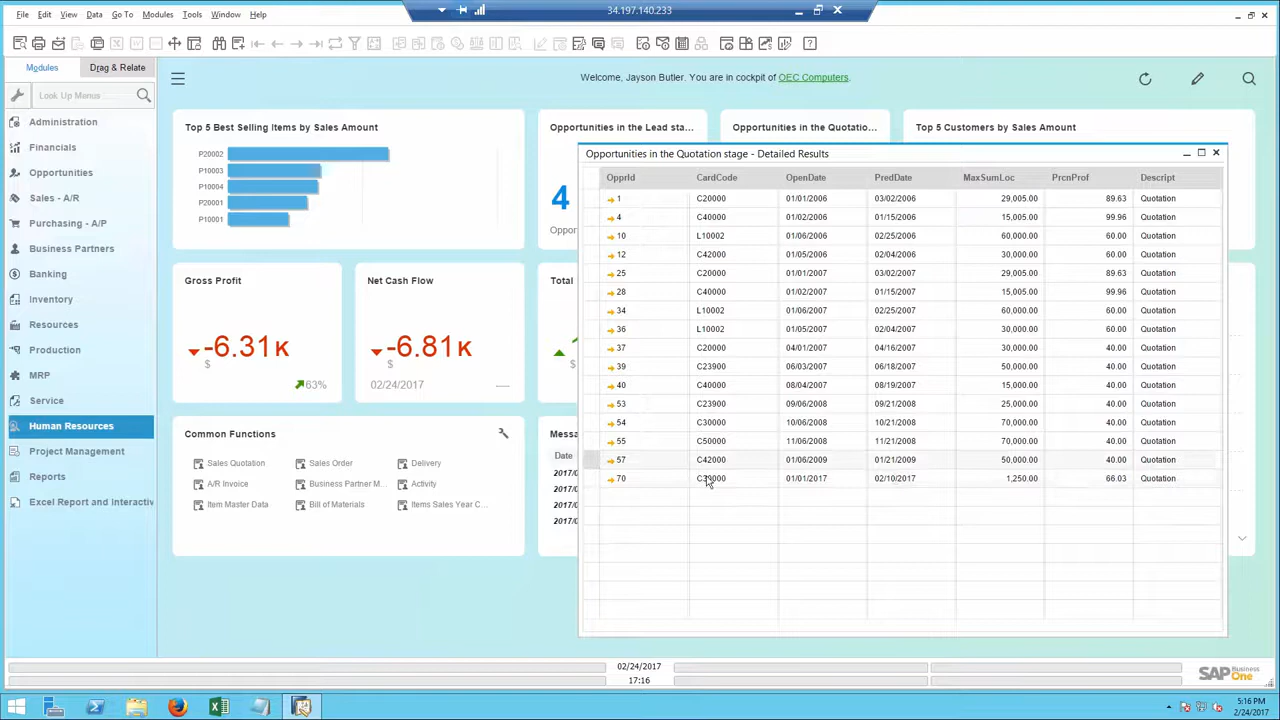 34.197.140.233
File Edit View Data Go To Modules Tools Window Help
Modules Drag & Relate
Look Up Menus ...
Administration
Financials
Opportunities
Sales - A/R
Purchasing - A/P
Business Partners
Banking
Inventory
Resources
Production
MRP
Service
Human Resources
Project Management
Reports
Excel Report and Interactiv
Welcome, Jayson Butler. You are in cockpit of OEC Computers.
Top 5 Best Selling Items by Sales Amount
P20002
P10003
P10004
P20001
P10001
Opportunities in the Lead sta...
4
Oppor
Opportunities in the Quotatio...
Top 5 Customers by Sales Amount
Gross Profit
-6.31K
$
63%
Net Cash Flow
-6.81K
$
02/24/2017
Total
Common Functions
Sales Quotation Sales Order Delivery
A/R Invoice Business Partner M... Activity
Item Master Data Bill of Materials Items Sales Year C...
Messa
Date
2017/0
2017/0
2017/0
2017/0
Opportunities in the Quotation stage - Detailed Results
OpprId CardCode OpenDate PredDate MaxSumLoc PrcnProf Descript
1 C20000 01/01/2006 03/02/2006 29,005.00 89.63 Quotation
4 C40000 01/02/2006 01/15/2006 15,005.00 99.96 Quotation
10 L10002 01/06/2006 02/25/2006 60,000.00 60.00 Quotation
12 C42000 01/05/2006 02/04/2006 30,000.00 60.00 Quotation
25 C20000 01/01/2007 03/02/2007 29,005.00 89.63 Quotation
28 C40000 01/02/2007 01/15/2007 15,005.00 99.96 Quotation
34 L10002 01/06/2007 02/25/2007 60,000.00 60.00 Quotation
36 L10002 01/05/2007 02/04/2007 30,000.00 60.00 Quotation
37 C20000 04/01/2007 04/16/2007 30,000.00 40.00 Quotation
39 C23900 06/03/2007 06/18/2007 50,000.00 40.00 Quotation
40 C40000 08/04/2007 08/19/2007 15,000.00 40.00 Quotation
53 C23900 09/06/2008 09/21/2008 25,000.00 40.00 Quotation
54 C30000 10/06/2008 10/21/2008 70,000.00 40.00 Quotation
55 C50000 11/06/2008 11/21/2008 70,000.00 40.00 Quotation
57 C42000 01/06/2009 01/21/2009 50,000.00 40.00 Quotation
70 01/01/2017 02/10/2017 1,250.00 66.03 Quotation
02/24/2017
17:16
SAP Business One
5:16 PM
2/24/2017